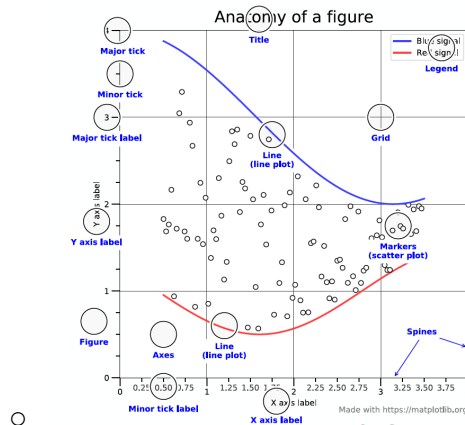 Anatomy of a figure
Title
Blue signal
Red signal
Legend
4
Major tick
Minor tick
3
Major tick label
Grid
Line
(line plot)
2
Y axis label
Y axis label
Markers
(scatter plot)
1
Figure
Axes
Line
(line plot)
Spines
0
0 0.25 0.50 0.75 1 1.25 1.50 1.75 2 2.25 2.50 2.75 3 3.25 3.50 3.75
Minor tick label
X axis label
X axis label
Made with https://matplotlib.org